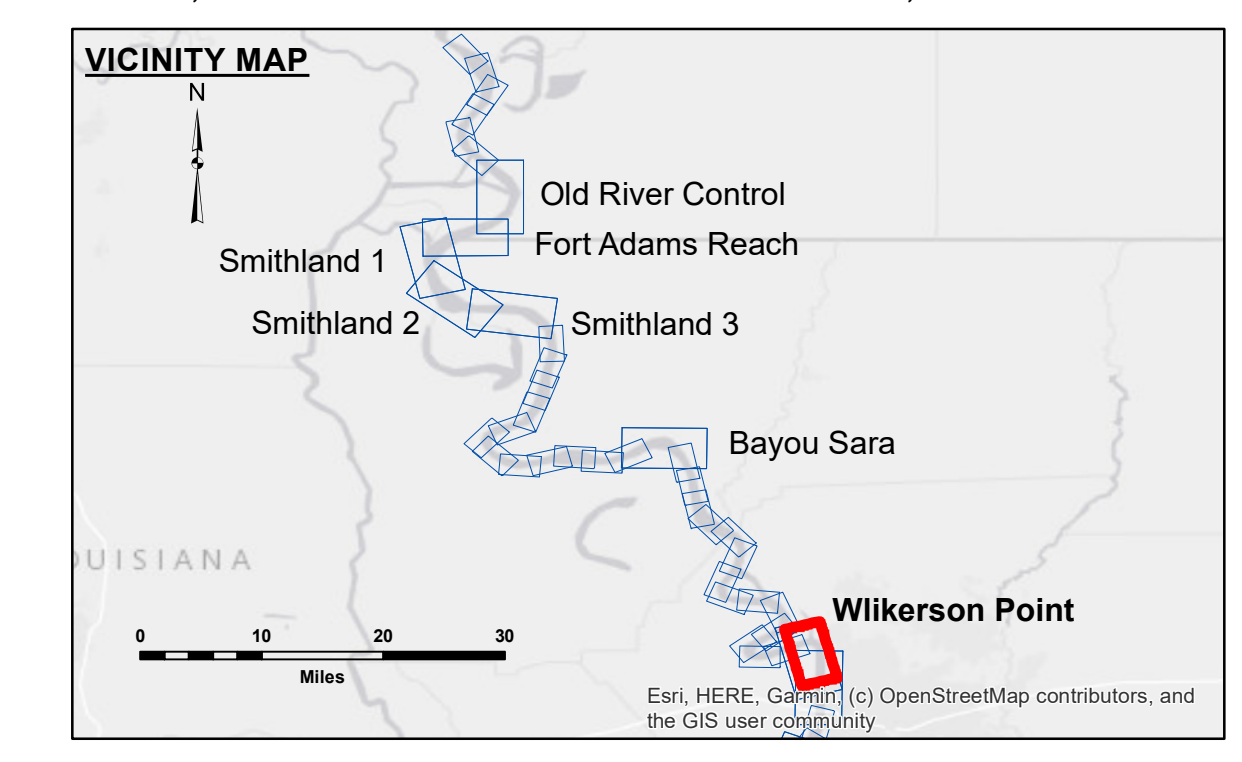 VICINITY MAP
N
Old River Control
Fort Adams Reach
Smithland 1
Smithland 2
Smithland 3
Bayou Sara
OUISIANA
Wlikerson Point
0 10 20 30
Miles
Esri, HERE, Garmin, (c) OpenStreetMap contributors, and
the GIS user community